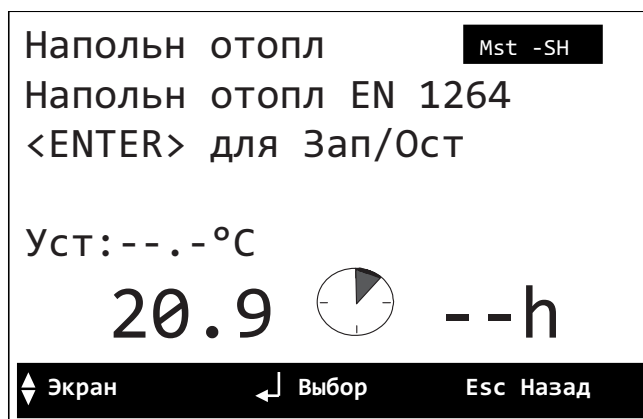 Напольн отопл Mst -SH
Напольн отопл EN 1264
<ENTER> для Зап/Ост
Уст:--.-°C
20.9 --h
Экран Выбор Esc Назад